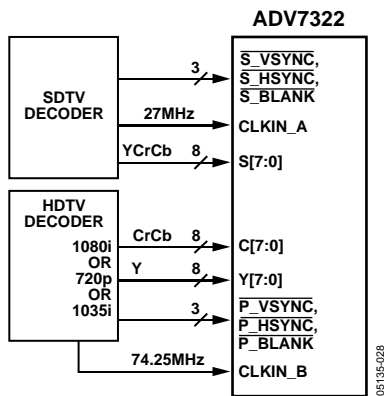 ADV7322
SDTV
DECODER
3
S_VSYNC,
S_HSYNC,
S_BLANK
27MHz
CLKIN_A
YCrCb 8
S[7:0]
HDTV
DECODER
1080i
OR
720p
OR
1035i
CrCb 8
C[7:0]
Y 8
Y[7:0]
3
P_VSYNC,
P_HSYNC,
P_BLANK
74.25MHz
CLKIN_B
05135-028